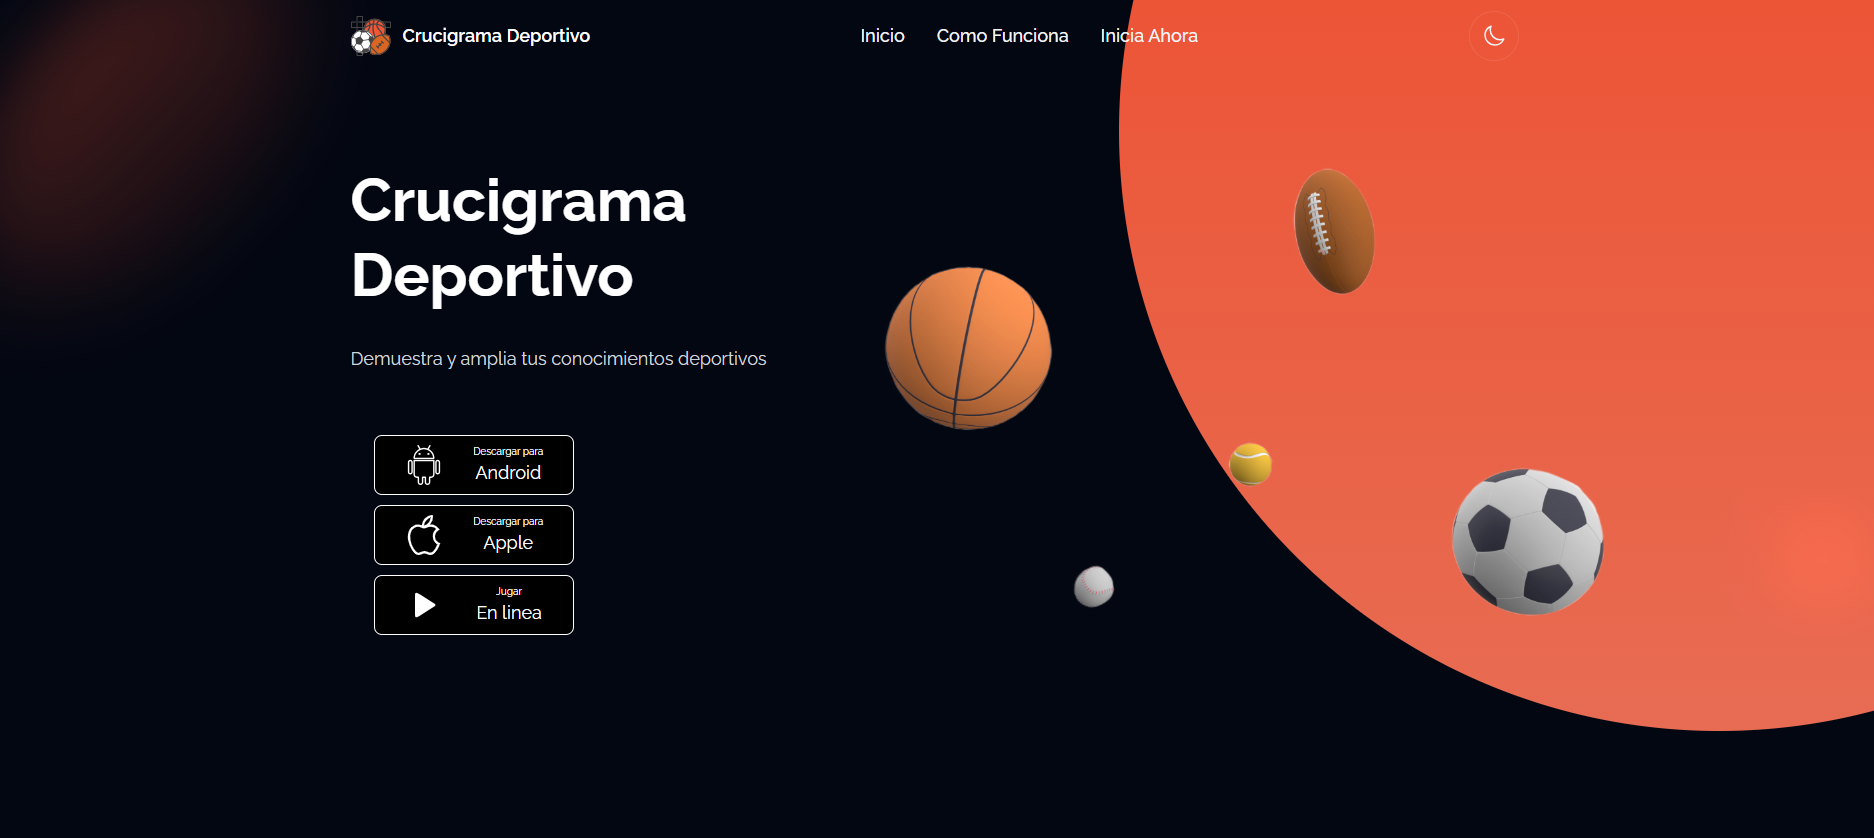 Crucigrama Deportivo
Inicio
Como Funciona
Inicia Ahora
Crucigrama
Deportivo
Demuestra y amplia tus conocimientos deportivos
Descargar para
Android
Descargar para
Apple
Jugar
En linea